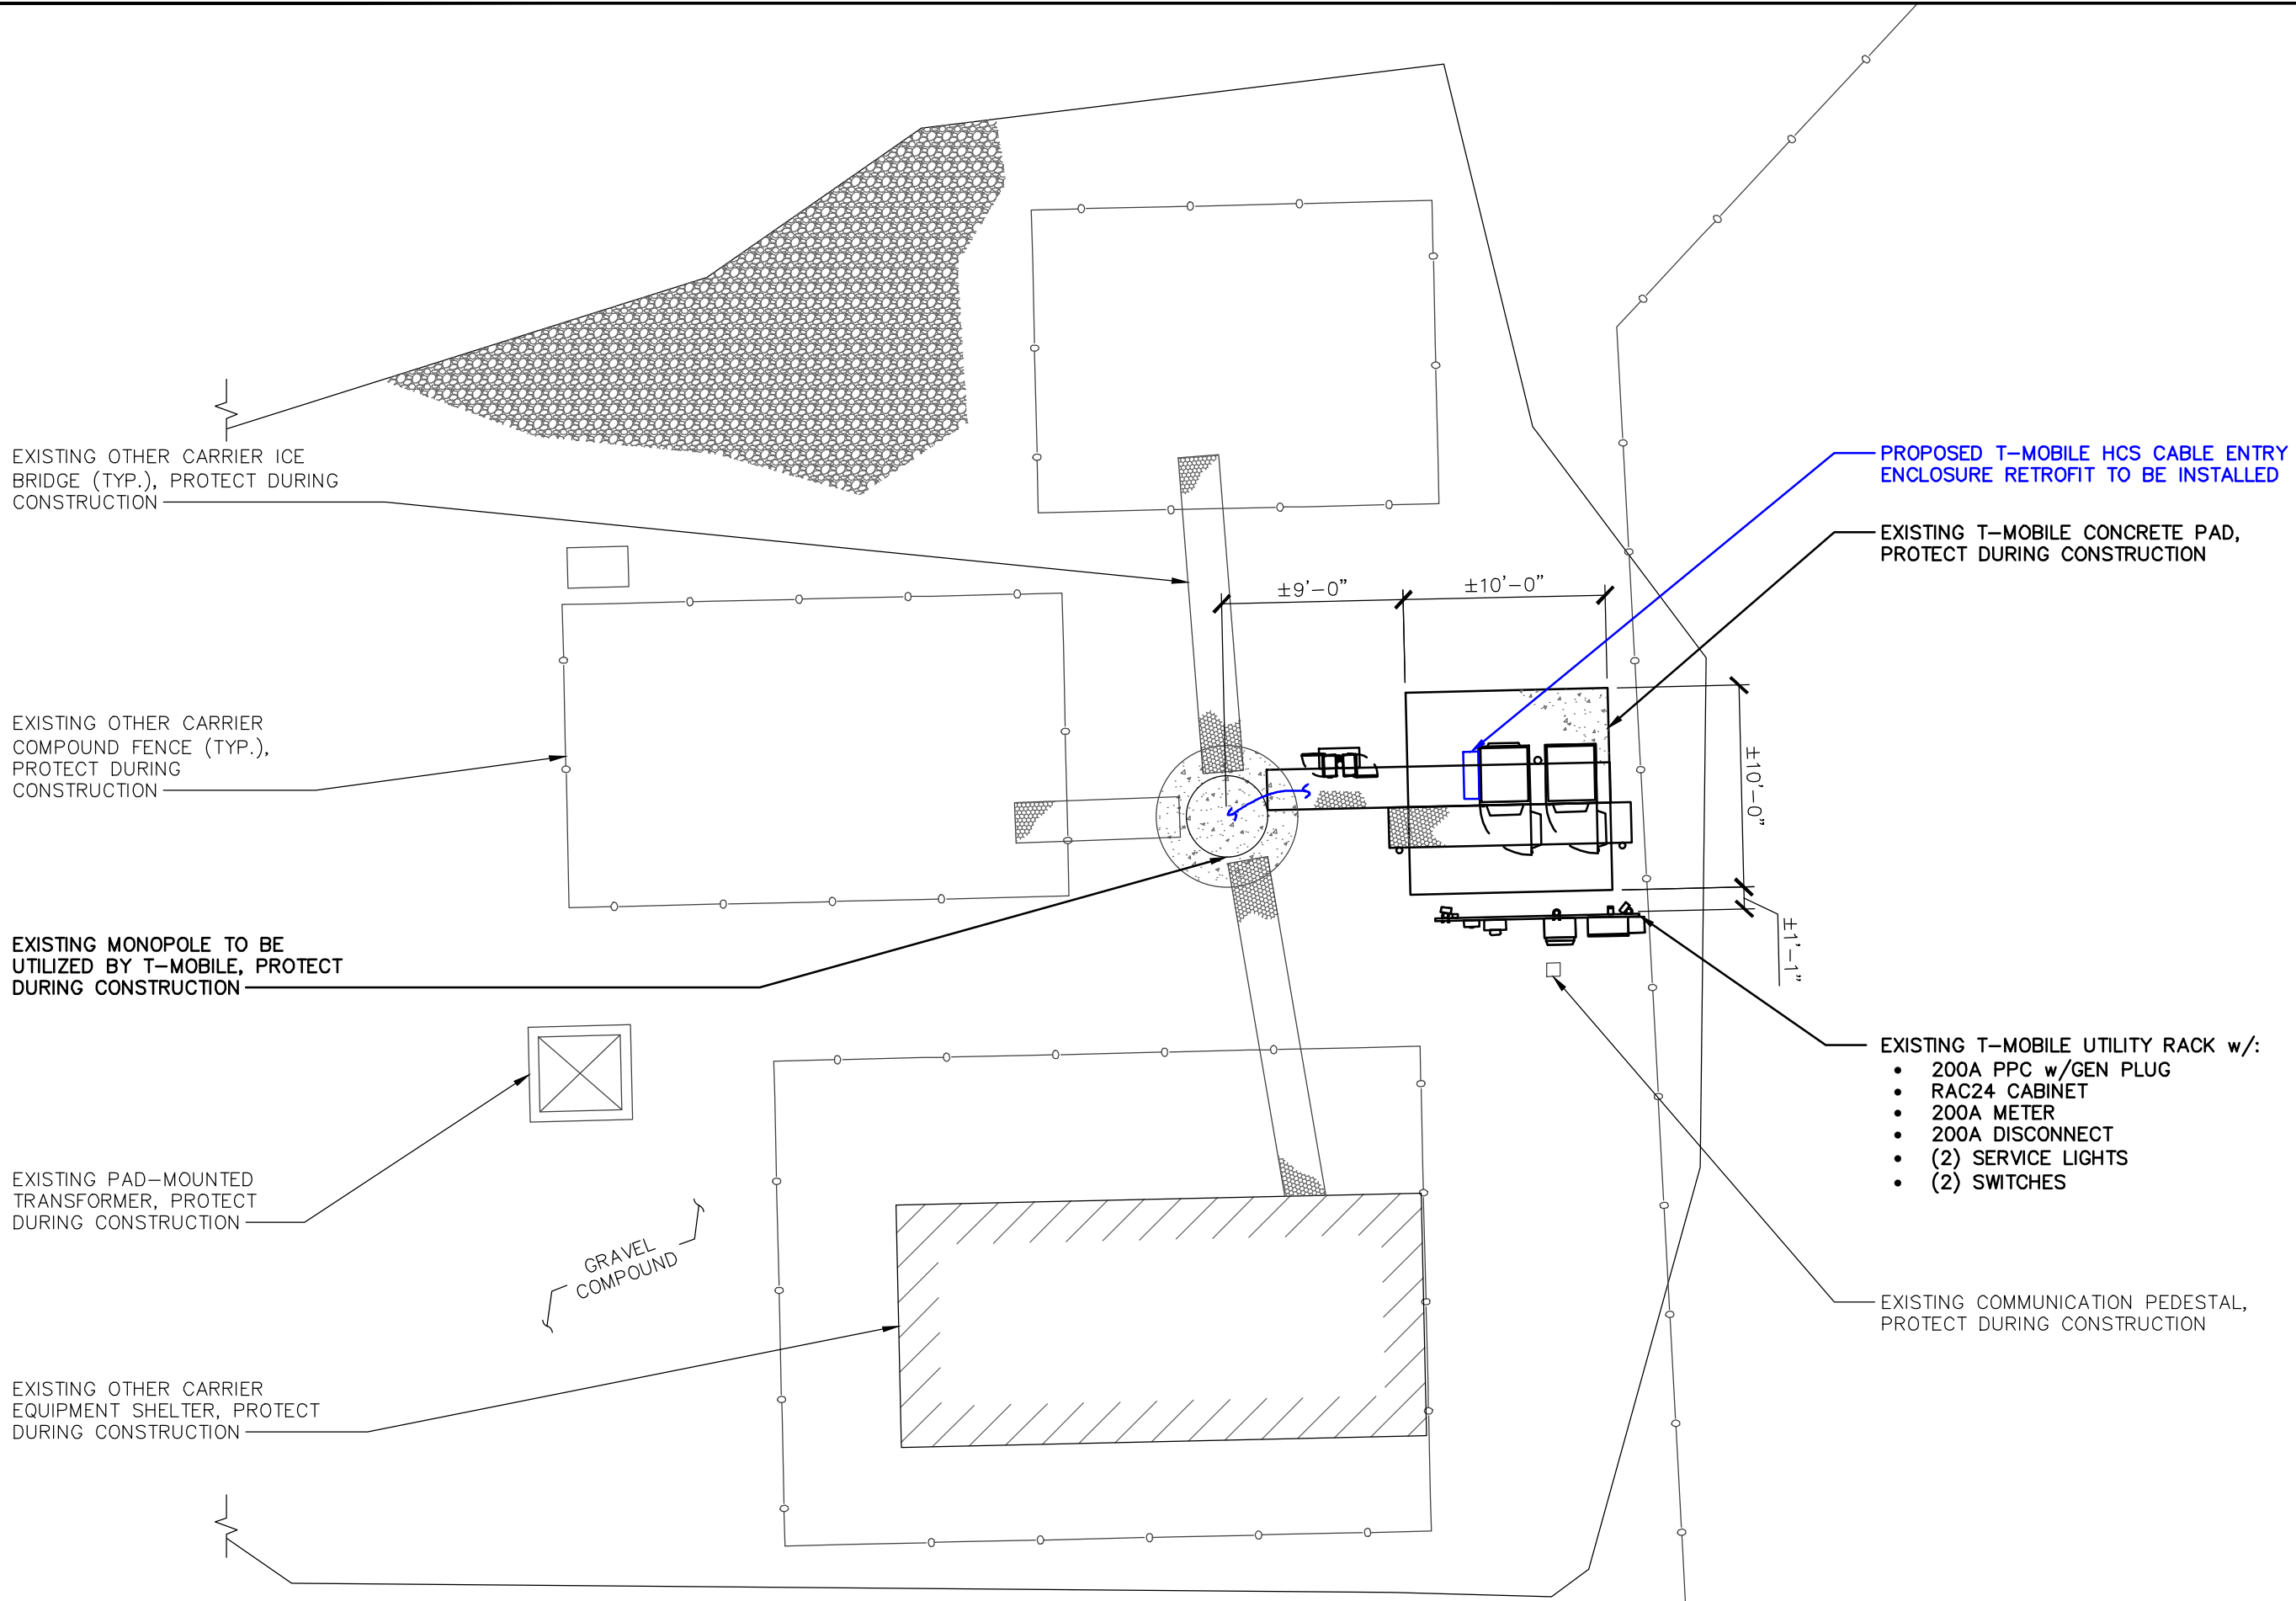 EXISTING OTHER CARRIER ICE
BRIDGE (TYP.), PROTECT DURING
CONSTRUCTION
EXISTING OTHER CARRIER
COMPOUND FENCE (TYP.),
PROTECT DURING
CONSTRUCTION
EXISTING MONOPOLE TO BE
UTILIZED BY T-MOBILE, PROTECT
DURING CONSTRUCTION
EXISTING PAD-MOUNTED
TRANSFORMER, PROTECT
DURING CONSTRUCTION
GRAVEL
COMPOUND
EXISTING OTHER CARRIER
EQUIPMENT SHELTER, PROTECT
DURING CONSTRUCTION
±9'-0"
±10'-0"
±10'-0"
±1'-1"
PROPOSED T-MOBILE HCS CABLE ENTRY
ENCLOSURE RETROFIT TO BE INSTALLED
EXISTING T-MOBILE CONCRETE PAD,
PROTECT DURING CONSTRUCTION
EXISTING T-MOBILE UTILITY RACK w/:
• 200A PPC w/GEN PLUG
• RAC24 CABINET
• 200A METER
• 200A DISCONNECT
• (2) SERVICE LIGHTS
• (2) SWITCHES
EXISTING COMMUNICATION PEDESTAL,
PROTECT DURING CONSTRUCTION